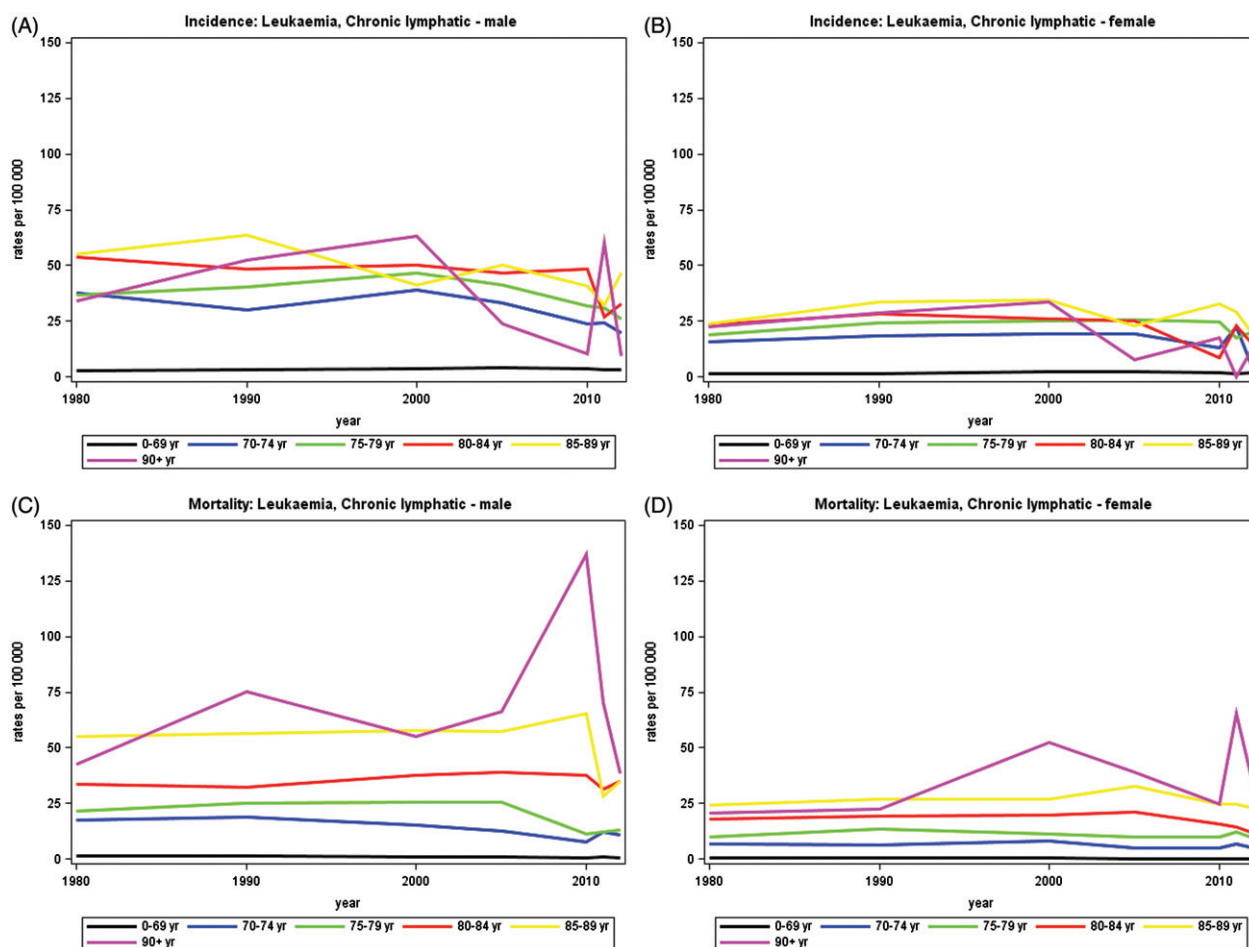 (A)
Incidence: Leukaemia, Chronic lymphatic - male
150
125
100
75
50
25
0
rates per 100 000
1980 1990 2000 2010
year
0-69 yr 70-74 yr 75-79 yr 80-84 yr 85-89 yr
90+ yr
(B)
Incidence: Leukaemia, Chronic lymphatic - female
150
125
100
75
50
25
0
rates per 100 000
1980 1990 2000 2010
year
0-69 yr 70-74 yr 75-79 yr 80-84 yr 85-89 yr
90+ yr
(C)
Mortality: Leukaemia, Chronic lymphatic - male
150
125
100
75
50
25
0
rates per 100 000
1980 1990 2000 2010
year
0-69 yr 70-74 yr 75-79 yr 80-84 yr 85-89 yr
90+ yr
(D)
Mortality: Leukaemia, Chronic lymphatic - female
150
125
100
75
50
25
0
rates per 100 000
1980 1990 2000 2010
year
0-69 yr 70-74 yr 75-79 yr 80-84 yr 85-89 yr
90+ yr